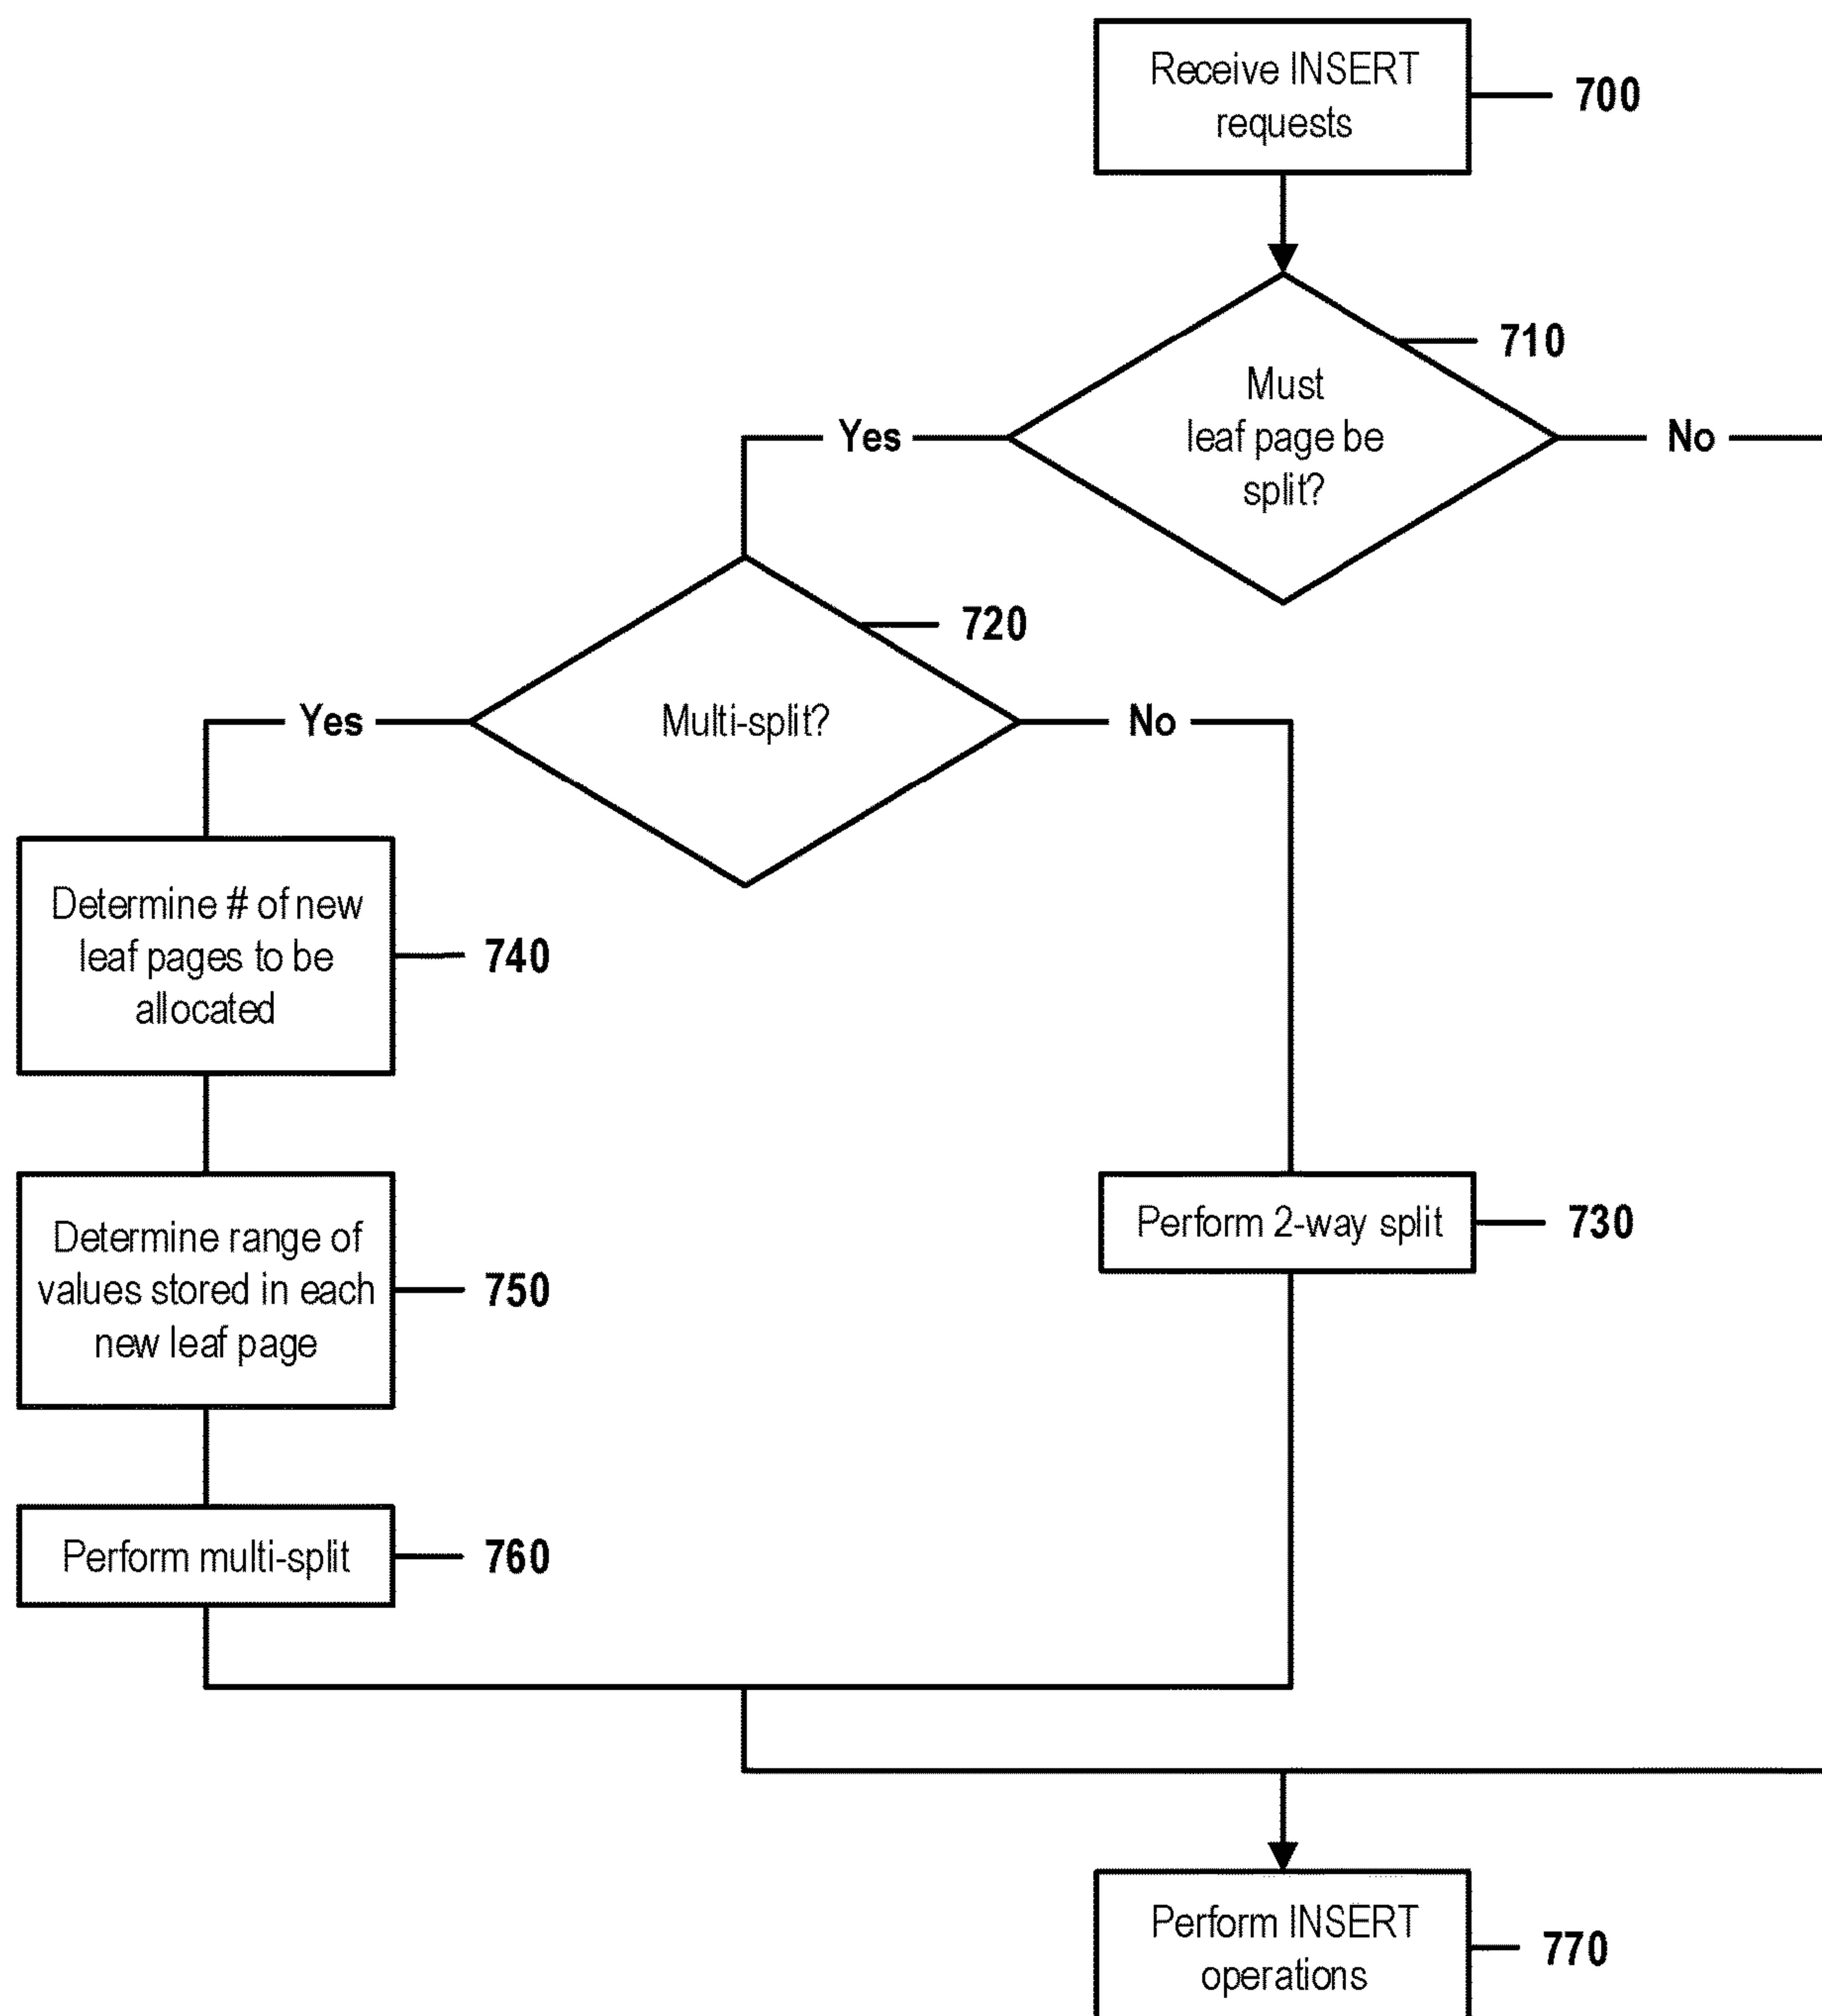 Receive INSERT
requests
700
710
Must
leaf page be
split?
Yes
No
720
Multi-split?
Yes
No
Determine # of new
leaf pages to be
allocated
740
Determine range of
values stored in each
new leaf page
750
Perform 2-way split
730
Perform multi-split
760
Perform INSERT
operations
770